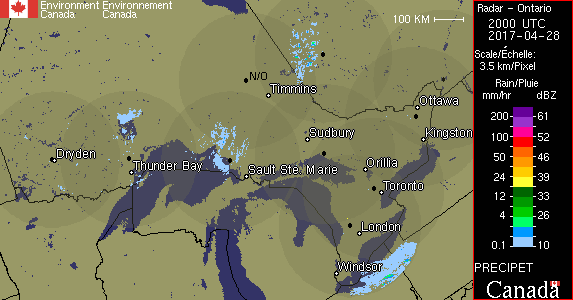 Environment Environnement
Canada Canada
100 KM
N/O
Timmins
Ottawa
Sudbury
Kingston
Dryden
Thunder Bay
Sault Ste. Marie
Orillia
Toronto
London
Windsor
Radar - Ontario
2000 UTC
2017-04-28
Scale/Échelle:
3.5 km/Pixel
Rain/Pluie
mm/hr dBZ
200 61
100 52
50 46
24 39
12 33
4 26
0.1 10
PRECIPET
Canada